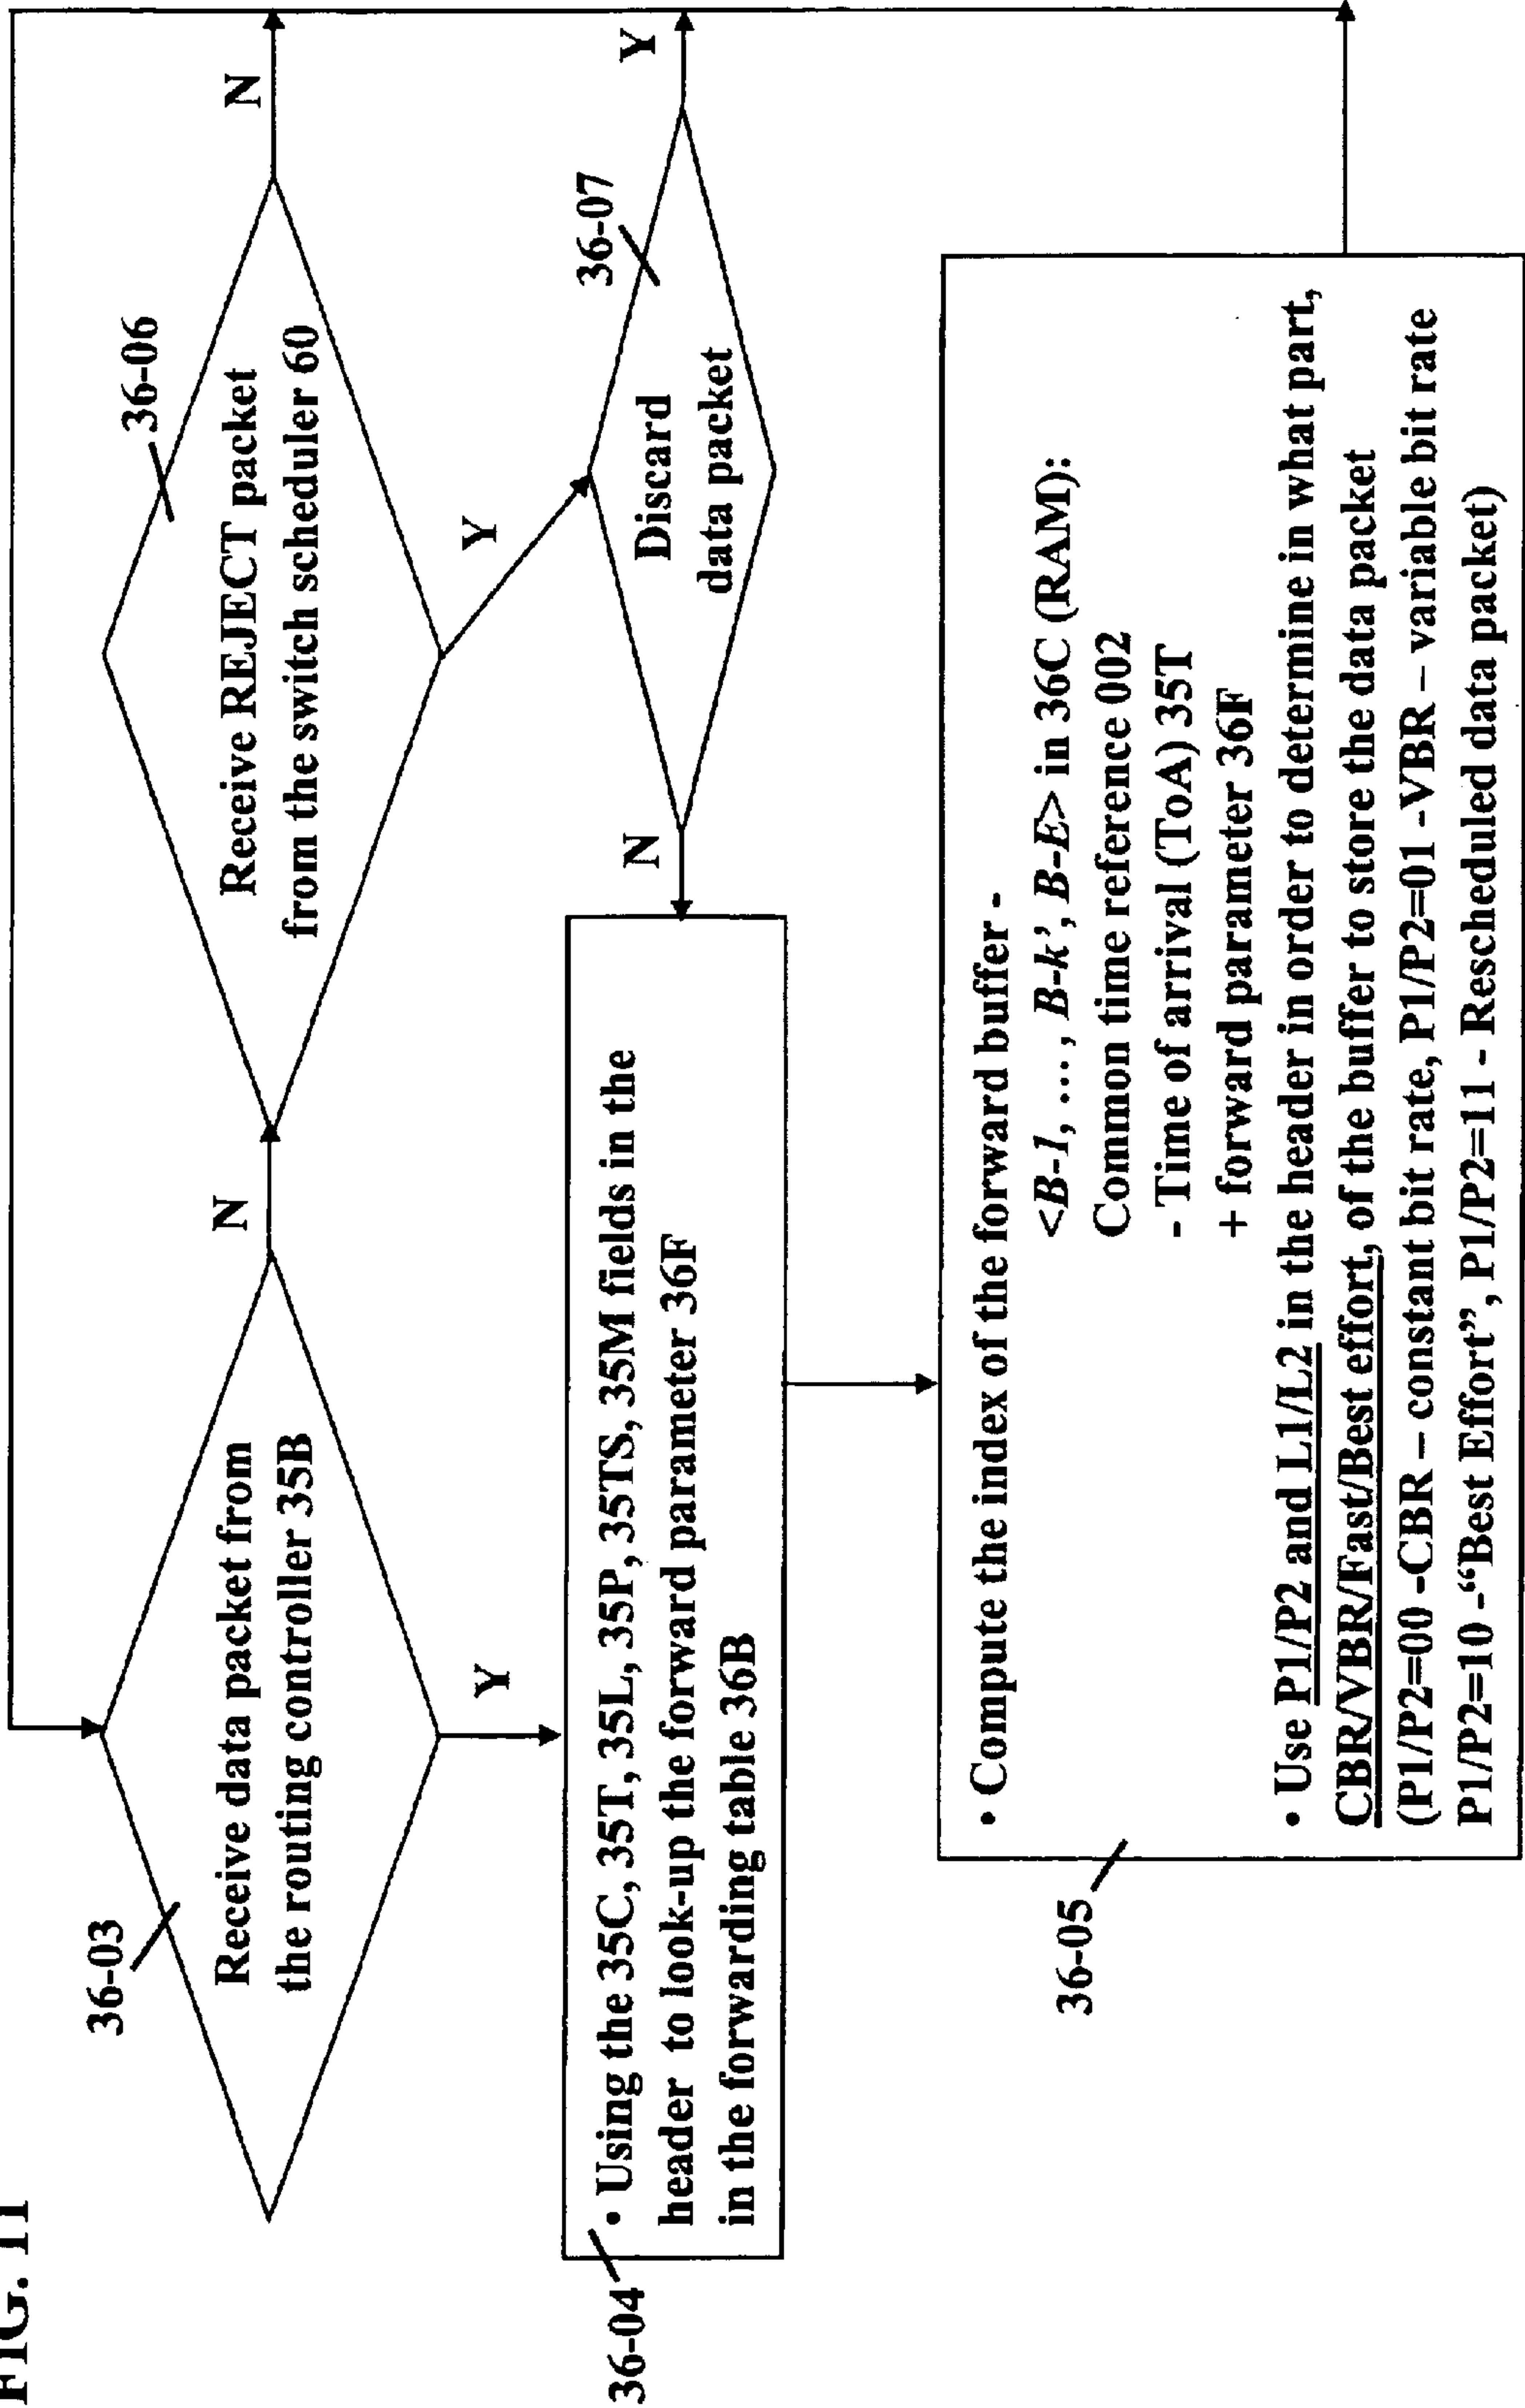 FIG. 11
36-03
Receive data packet from
the routing controller 35B
N
Y
36-06
Receive REJECT packet
from the switch scheduler 60
N
Y
36-07
Discard
data packet
Y
N
36-04
• Using the 35C, 35T, 35L, 35P, 35TS, 35M fields in the
header to look-up the forward parameter 36F
in the forwarding table 36B
36-05
• Compute the index of the forward buffer -
<B-1, ..., B-k', B-E> in 36C (RAM):
Common time reference 002
- Time of arrival (ToA) 35T
+ forward parameter 36F
• Use P1/P2 and L1/L2 in the header in order to determine in what part,
CBR/VBR/Fast/Best effort, of the buffer to store the data packet
(P1/P2=00 -CBR – constant bit rate, P1/P2=01 -VBR – variable bit rate
P1/P2=10 -“Best Effort”, P1/P2=11 - Rescheduled data packet)